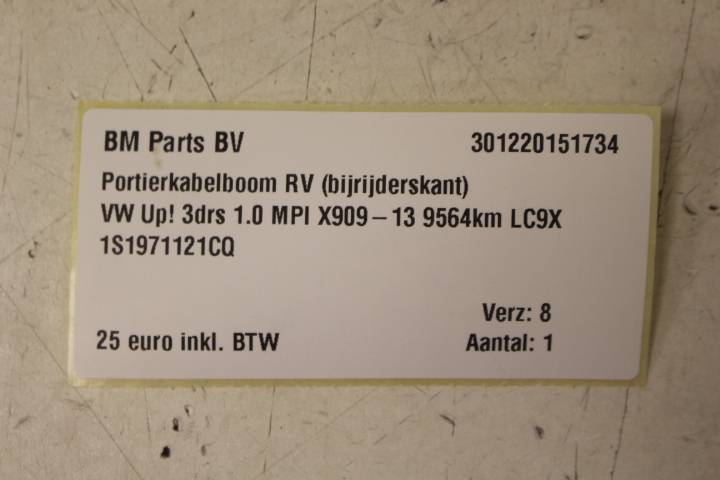 BM Parts BV 301220151734
Portierkabelboom RV (bijrijderskant)
VW Up! 3drs 1.0 MPI X909-13 9564km LC9X
1S1971121CQ
Verz: 8
25 euro inkl. BTW Aantal: 1